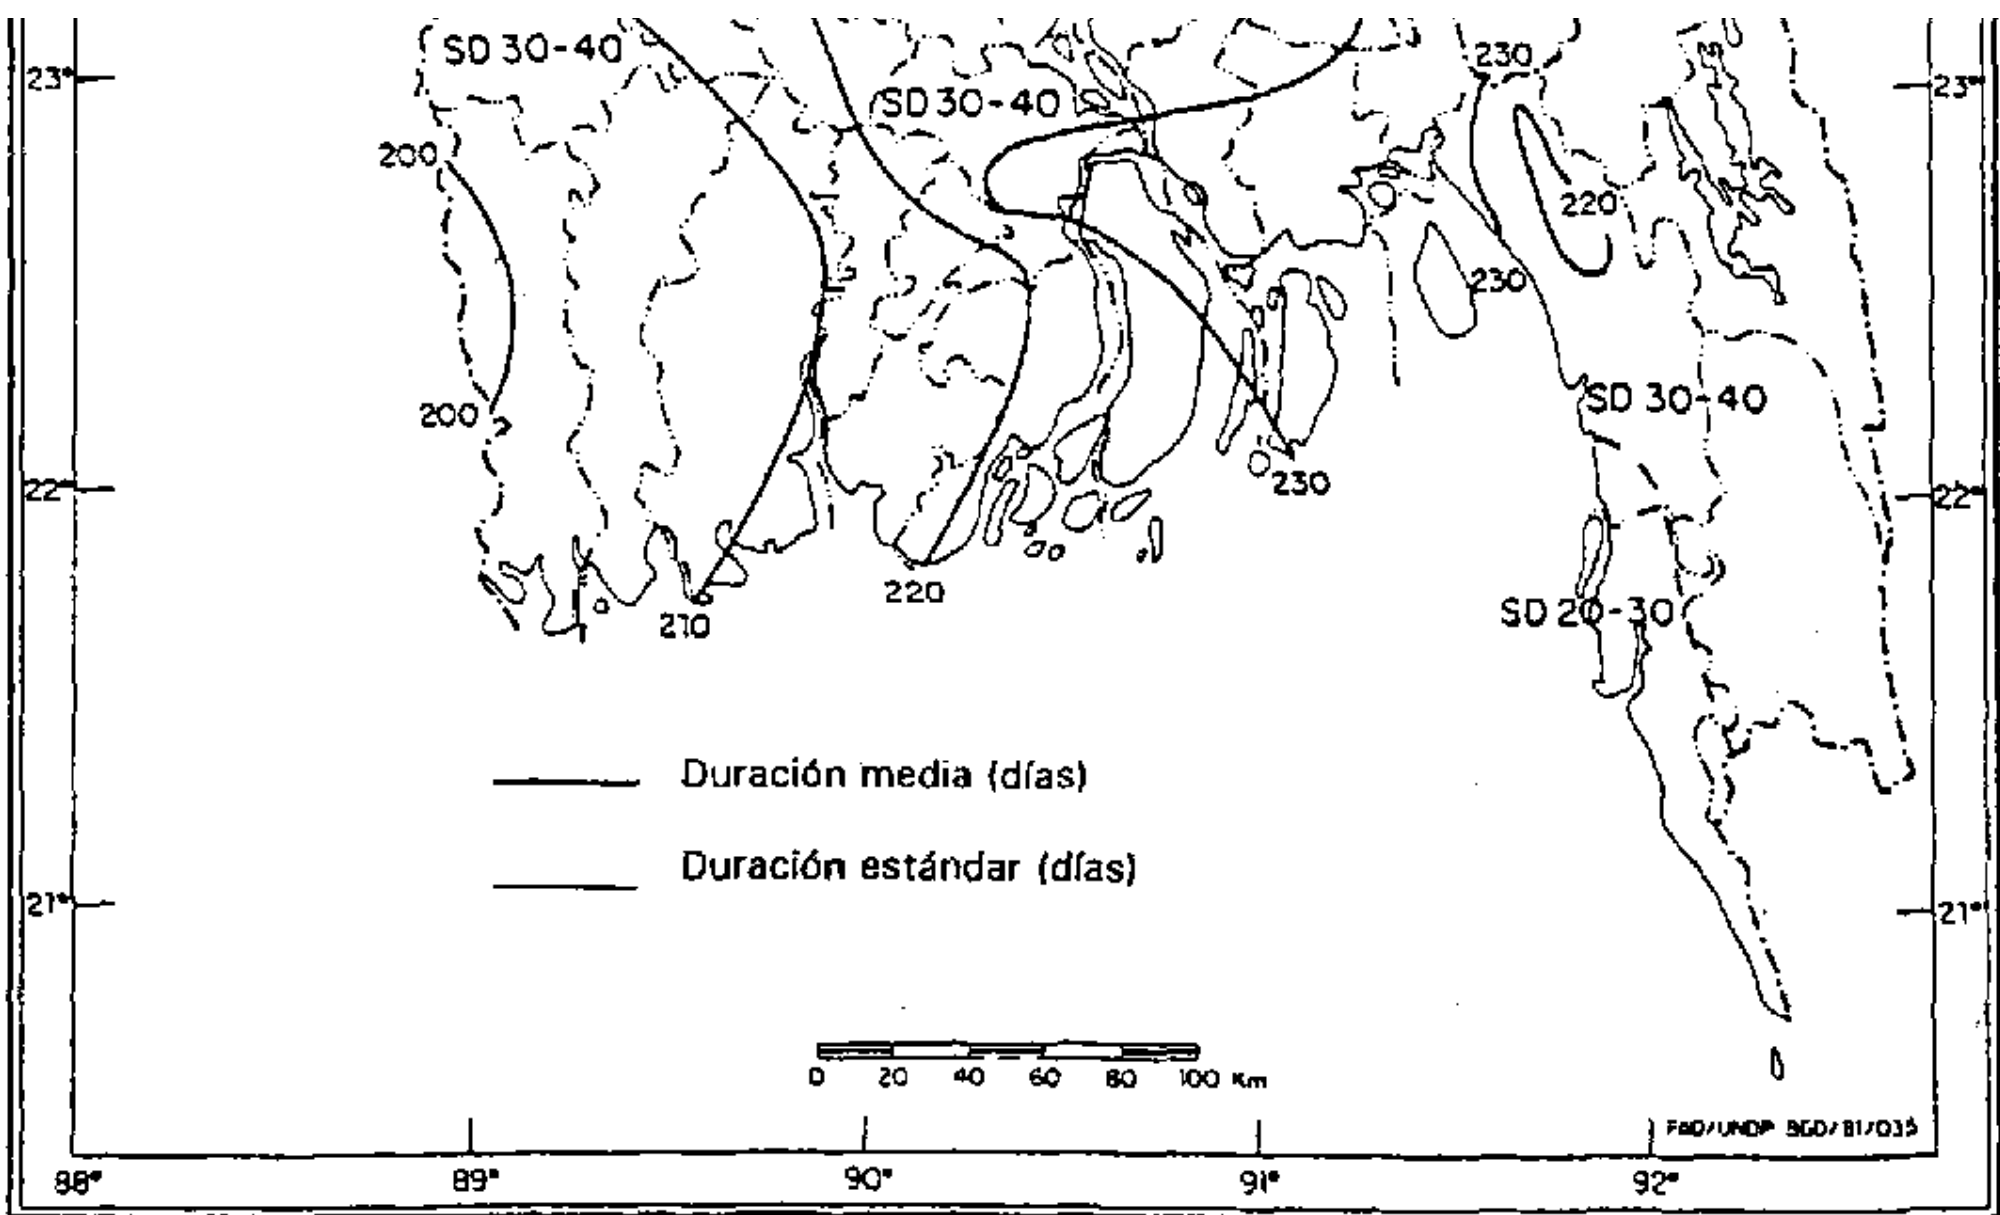 SD 30-40
230
23°
SD 30-40
23°
200
220
230
SD 30-40
200
230
22°
22°
220
SD 20-30
210
Duración media (días)
Duración estándar (días)
21°
21°
0 20 40 60 80 100 Km
FAO/UNDP BGD/81/035
88° 89° 90° 91° 92°